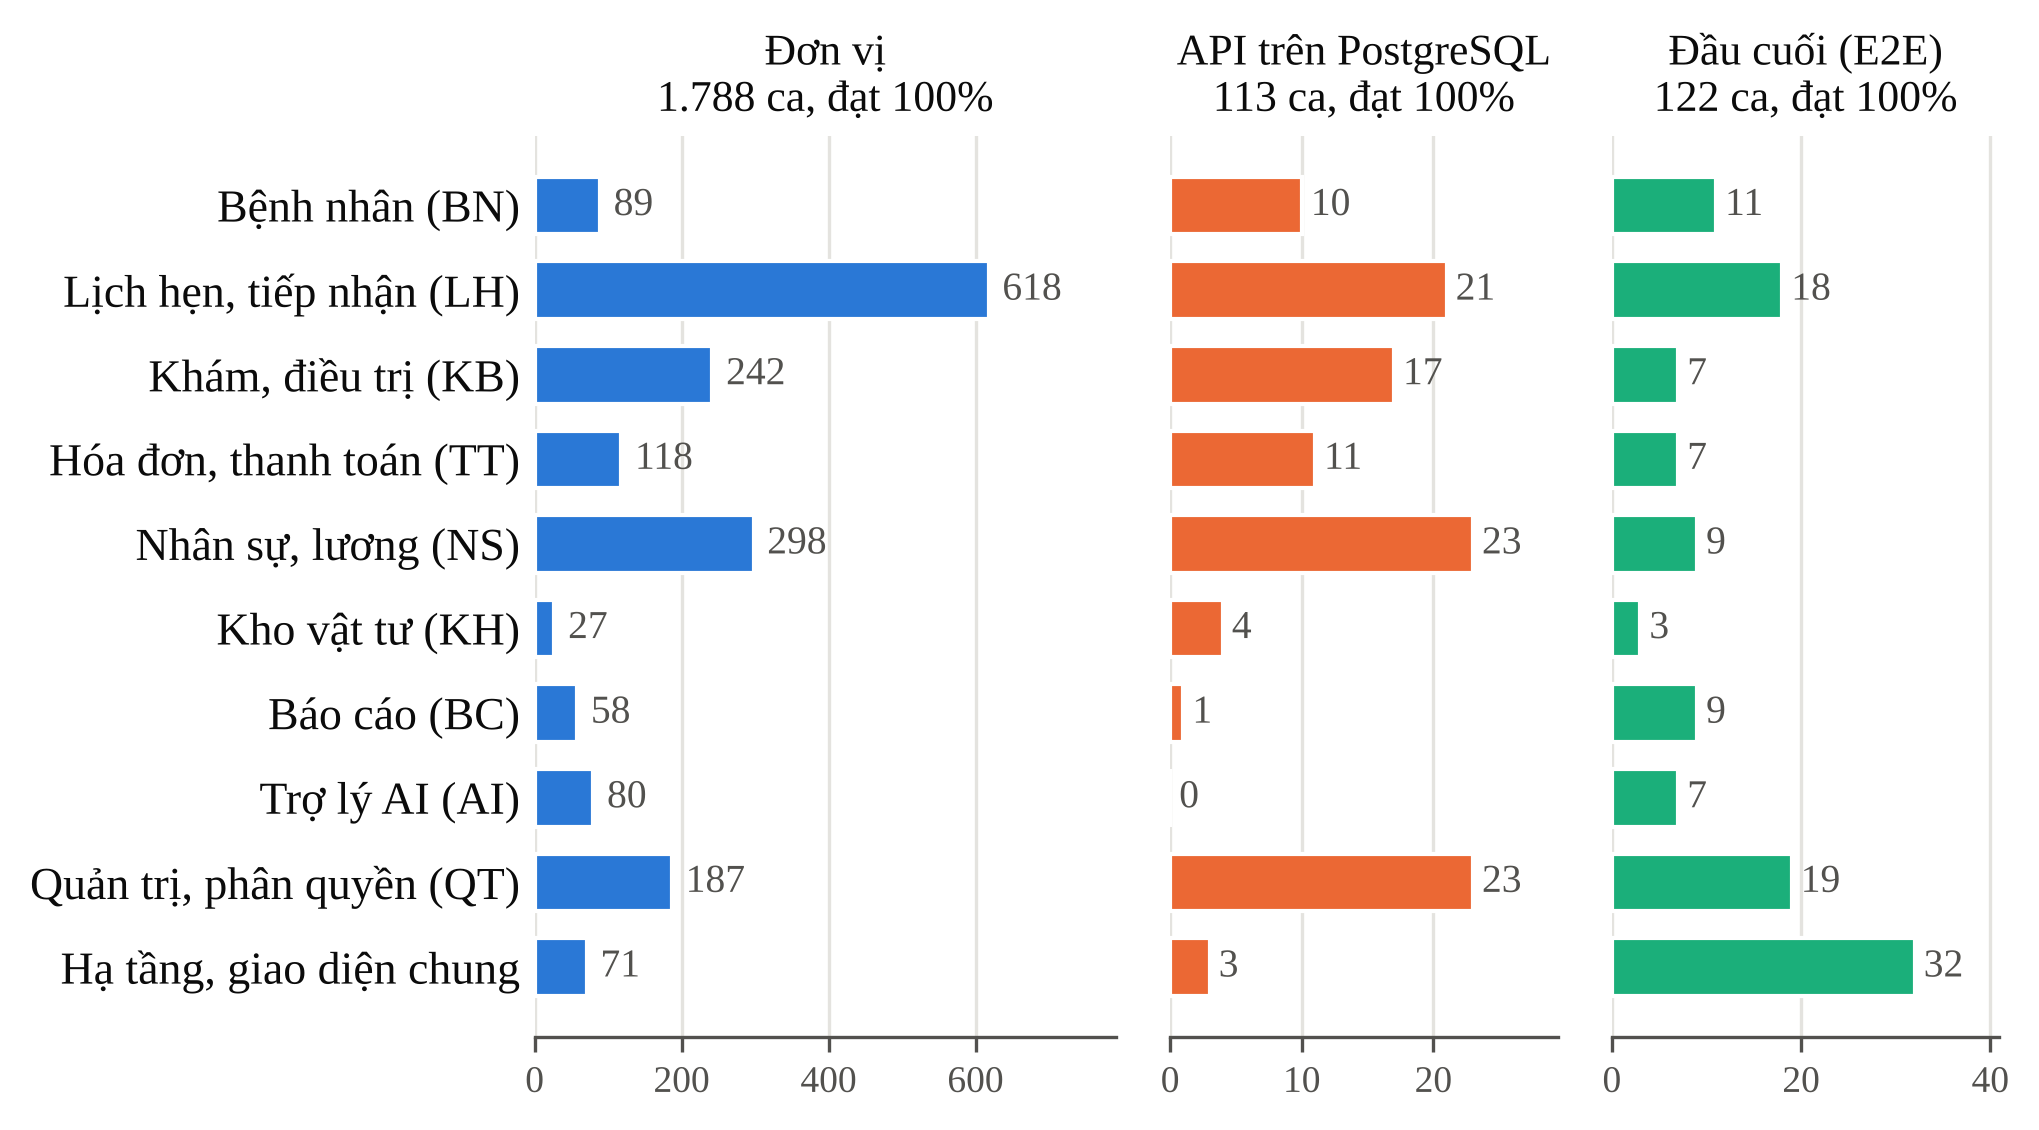 Đơn vị
1.788 ca, đạt 100%
API trên PostgreSQL
113 ca, đạt 100%
Đầu cuối (E2E)
122 ca, đạt 100%
Bệnh nhân (BN) 89 10 11
Lịch hẹn, tiếp nhận (LH) 618 21 18
Khám, điều trị (KB) 242 17 7
Hóa đơn, thanh toán (TT) 118 11 7
Nhân sự, lương (NS) 298 23 9
Kho vật tư (KH) 27 4 3
Báo cáo (BC) 58 1 9
Trợ lý AI (AI) 80 0 7
Quản trị, phân quyền (QT) 187 23 19
Hạ tầng, giao diện chung 71 3 32
0 200 400 600 0 10 20 0 20 40